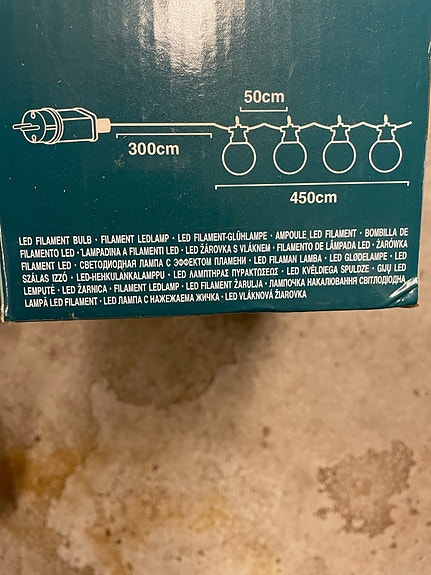 50cm
300cm
450cm
LED FILAMENT BULB · FILAMENT LEDLAMP · LED FILAMENT-GLÜHLAMPE · AMPOULE LED FILAMENT · BOMBILLA DE
FILAMENTO LED · LAMPADINA A FILAMENTI LED · LED ŽÁROVKA S VLÁKNEM · FILAMENTO DE LÂMPADA LED · ŻARÓWKA
FILAMENT LED · СВЕТОДИОДНАЯ ЛАМПА С ЭФФЕКТОМ ПЛАМЕНИ · LED FILAMAN LAMBA · LED GLØDELAMPE · LED
SZÁLAS IZZÓ · LED-HEHKULANKALAMPPU · LED ΛΑΜΠΤΗΡΑΣ ΠΥΡΑΚΤΩΣΕΩΣ · LED KVĒLDIEGA SPULDZE · GIJŲ LED
LEMPUTĖ · LED ŽARNICA · FILAMENT LEDLAMP · LED FILAMENT ŽARULJA · ЛАМПОЧКА НАКАЛЮВАННЯ СВІТЛОДІОДНА
LAMPĂ LED FILAMENT · LED ЛАМПА С НАЖЕЖАЕМА ЖИЧКА · LED VLÁKNOVÁ ŽIAROVKA